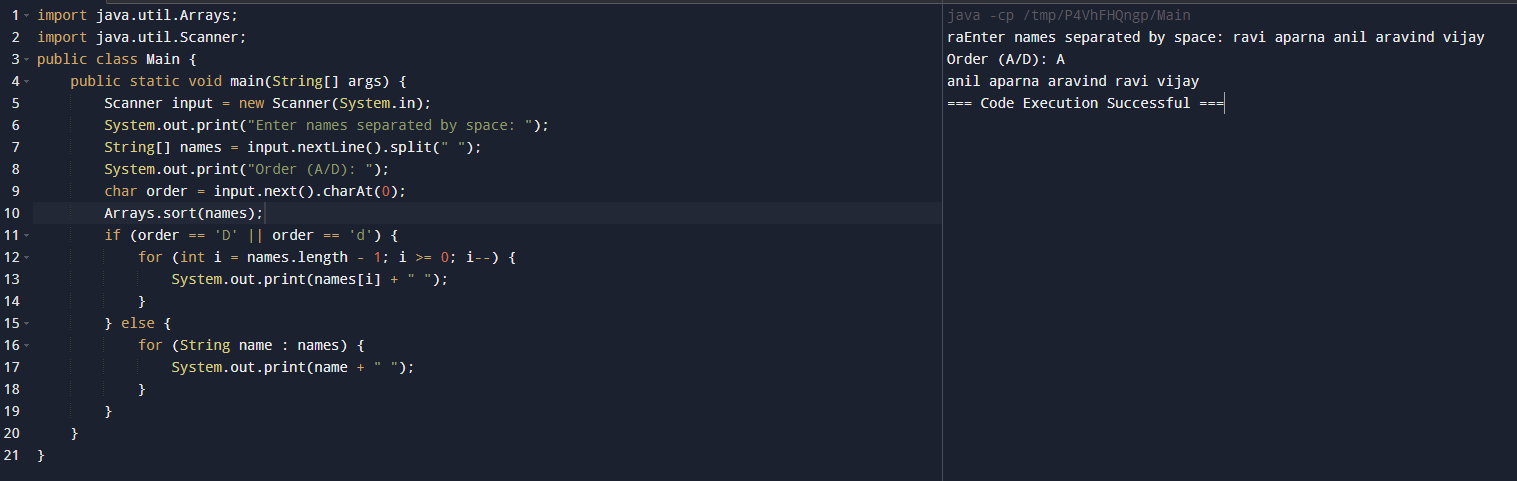 1 import java.util.Arrays;
2 import java.util.Scanner;
3 public class Main {
4     public static void main(String[] args) {
5         Scanner input = new Scanner(System.in);
6         System.out.print("Enter names separated by space: ");
7         String[] names = input.nextLine().split(" ");
8         System.out.print("Order (A/D): ");
9         char order = input.next().charAt(0);
10         Arrays.sort(names);
11         if (order == 'D' || order == 'd') {
12             for (int i = names.length - 1; i >= 0; i--) {
13                 System.out.print(names[i] + " ");
14             }
15         } else {
16             for (String name : names) {
17                 System.out.print(name + " ");
18             }
19         }
20     }
21 }
java -cp /tmp/P4VhFHQngp/Main
raEnter names separated by space: ravi aparna anil aravind vijay
Order (A/D): A
anil aparna aravind ravi vijay
=== Code Execution Successful ===